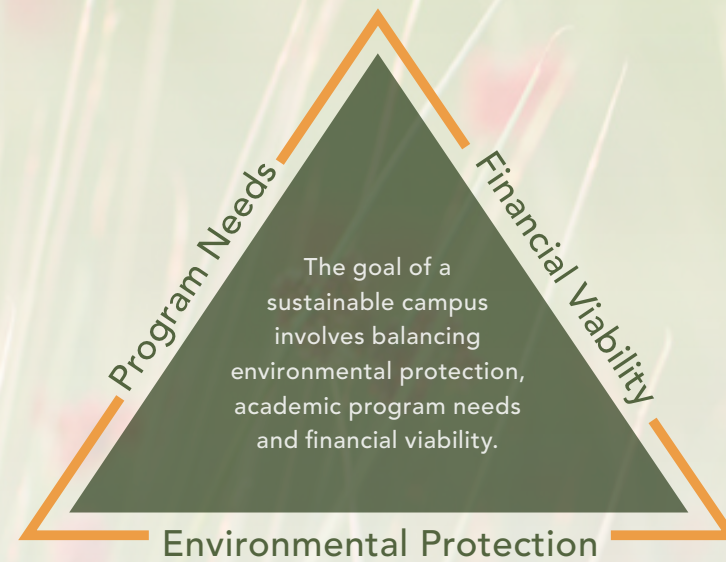 Program Needs
Financial Viability
The goal of a
sustainable campus
involves balancing
environmental protection,
academic program needs
and financial viability.
Environmental Protection